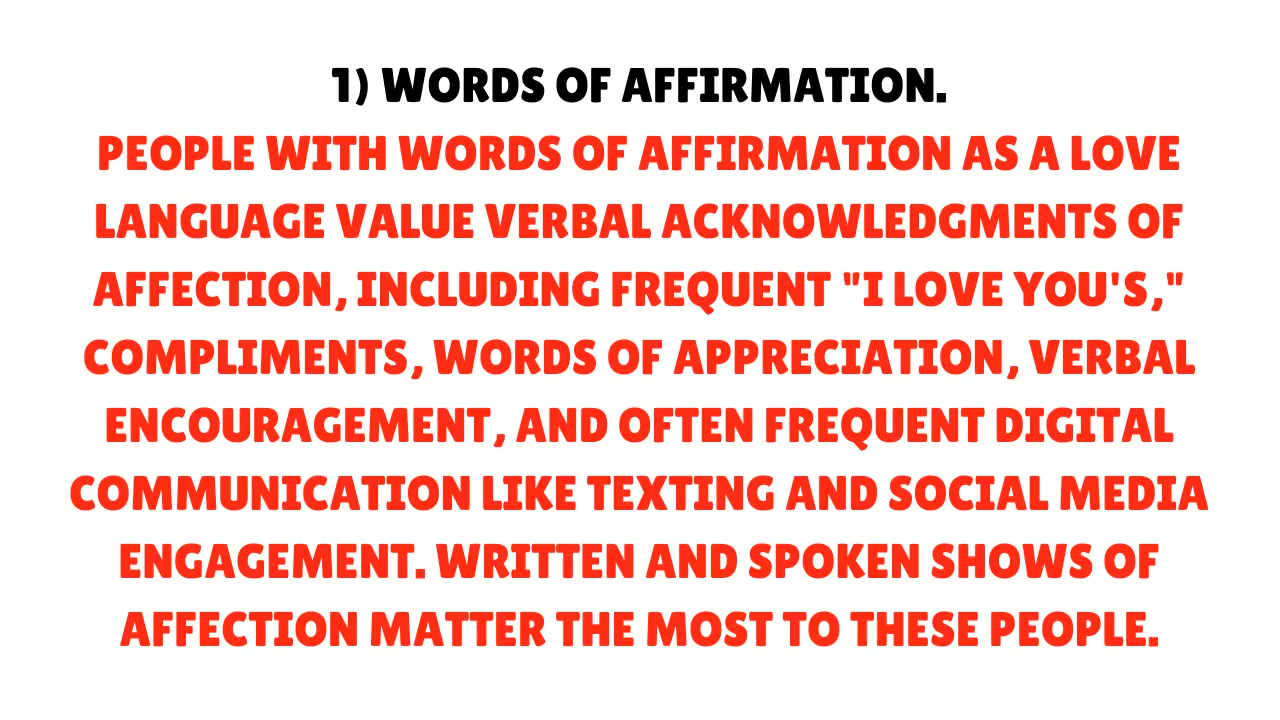 1) WORDS OF AFFIRMATION.
PEOPLE WITH WORDS OF AFFIRMATION AS A LOVE
LANGUAGE VALUE VERBAL ACKNOWLEDGMENTS OF
AFFECTION, INCLUDING FREQUENT "I LOVE YOU'S,"
COMPLIMENTS, WORDS OF APPRECIATION, VERBAL
ENCOURAGEMENT, AND OFTEN FREQUENT DIGITAL
COMMUNICATION LIKE TEXTING AND SOCIAL MEDIA
ENGAGEMENT. WRITTEN AND SPOKEN SHOWS OF
AFFECTION MATTER THE MOST TO THESE PEOPLE.